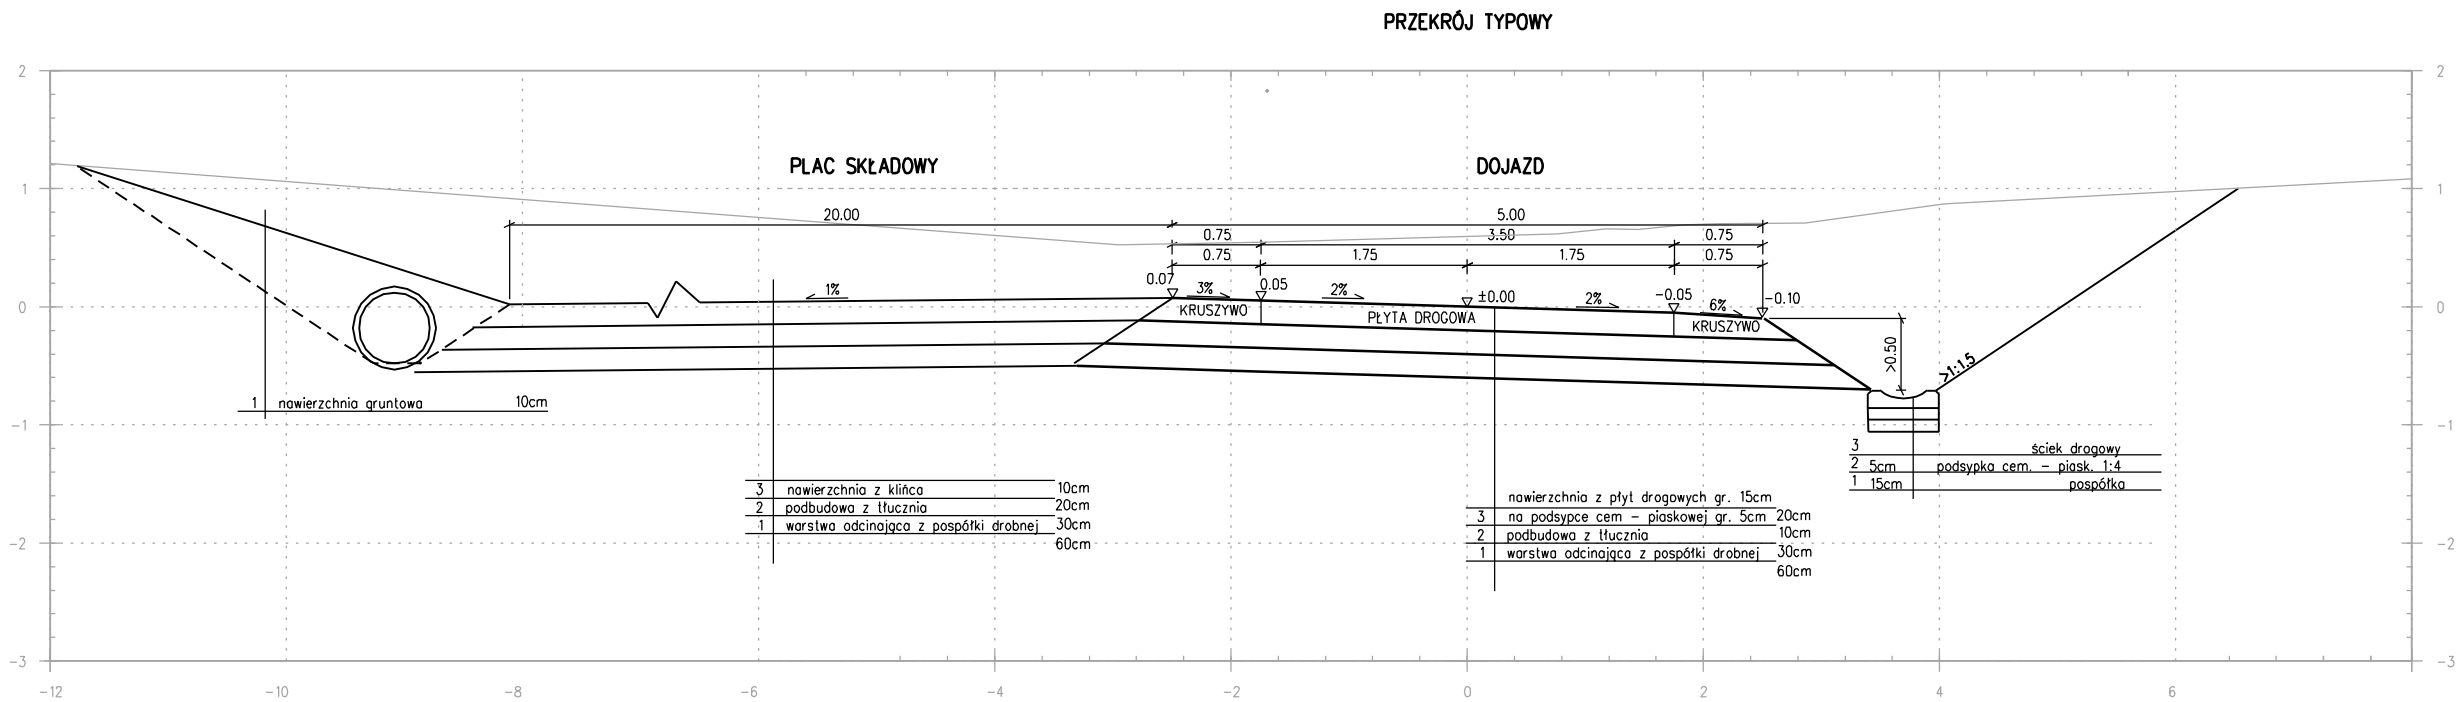 PRZEKRÓJ TYPOWY
2 2
PLAC SKŁADOWY DOJAZD
1 1
20.00 5.00
0.75 3.50 0.75
0.75 1.75 1.75 0.75
0.07 0.05 ±0.00 -0.05 -0.10
1% 3% 2% 2% 6%
0 0
KRUSZYWO PŁYTA DROGOWA KRUSZYWO
>0.50
>1:1.5
1 nawierzchnia gruntowa 10cm
-1 -1
3 ściek drogowy
2 5cm podsypka cem. - piask. 1:4
1 15cm pospółka
3 nawierzchnia z klińca 10cm
2 podbudowa z tłucznia 20cm
1 warstwa odcinająca z pospółki drobnej 30cm
60cm
nawierzchnia z płyt drogowych gr. 15cm
3 na podsypce cem - piaskowej gr. 5cm 20cm
2 podbudowa z tłucznia 10cm
1 warstwa odcinająca z pospółki drobnej 30cm
60cm
-2 -2
-3 -3
-12 -10 -8 -6 -4 -2 0 2 4 6